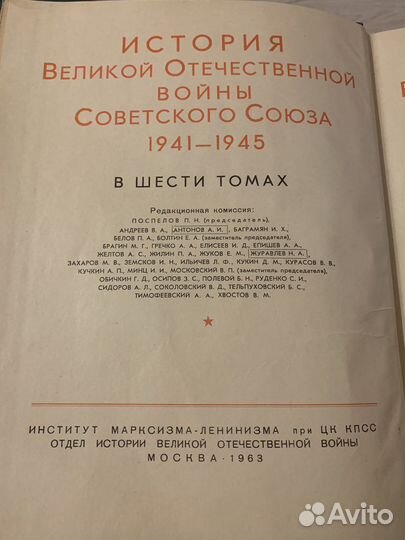 ИСТОРИЯ
ВЕЛИКОЙ ОТЕЧЕСТВЕННОЙ
ВОЙНЫ
СОВЕТСКОГО СОЮЗА
1941—1945
В ШЕСТИ ТОМАХ
Редакционная комиссия:
ПОСПЕЛОВ П. Н. (председатель),
АНДРЕЕВ В. А., АНТОНОВ А. И., БАГРАМЯН И. Х.,
БЕЛОВ П. А., БОЛТИН Е. А. (заместитель председателя),
БРАГИН М. Г., ГРЕЧКО А. А., ЕЛИСЕЕВ И. Д., ЕПИШЕВ А. А.,
ЖЕЛТОВ А. С., ЖИЛИН П. А., ЖУКОВ Е. М., ЖУРАВЛЕВ Н. А.,
ЗАХАРОВ М. В., ЗЕМСКОВ И. Н., ИЛЬИЧЕВ Л. Ф., КУКИН Д. М., КУРАСОВ В. В.,
КУЧКИН А. П., МИНЦ И. И., МОСКОВСКИЙ В. П. (заместитель председателя),
ОБИЧКИН Г. Д., ОСИПОВ З. С., ПОЛЕВОЙ Б. Н., РУДЕНКО С. И.,
СИДОРОВ А. Л., СОКОЛОВСКИЙ В. Д., ТЕЛЬПУХОВСКИЙ Б. С.,
ТИМОФЕЕВСКИЙ А. А., ХВОСТОВ В. М.
ИНСТИТУТ МАРКСИЗМА-ЛЕНИНИЗМА при ЦК КПСС
ОТДЕЛ ИСТОРИИ ВЕЛИКОЙ ОТЕЧЕСТВЕННОЙ ВОЙНЫ
МОСКВА · 1963
Avito